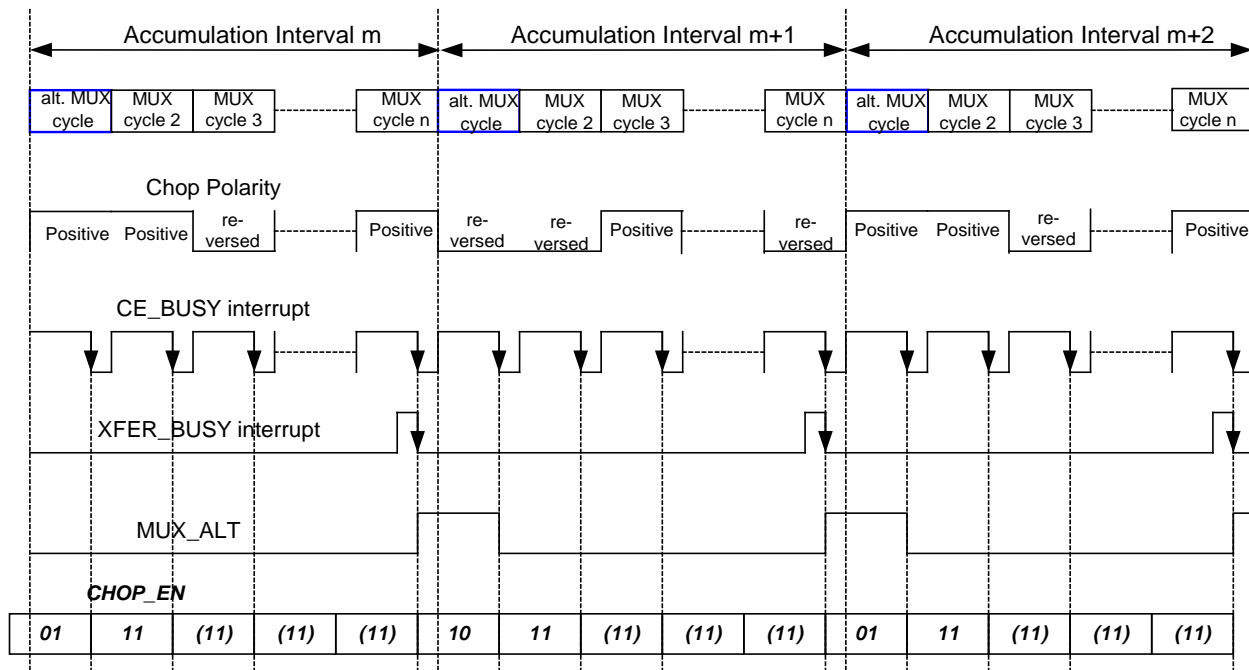 Accumulation Interval m
Accumulation Interval m+1
Accumulation Interval m+2
alt. MUX
cycle
MUX
cycle 2
MUX
cycle 3
MUX
cycle n
alt. MUX
cycle
MUX
cycle 2
MUX
cycle 3
MUX
cycle n
alt. MUX
cycle
MUX
cycle 2
MUX
cycle 3
MUX
cycle n
Chop Polarity
Positive
Positive
re-
versed
Positive
re-
versed
re-
versed
Positive
re-
versed
Positive
Positive
re-
versed
Positive
CE_BUSY interrupt
XFER_BUSY interrupt
MUX_ALT
CHOP_EN
01 11 (11) (11) (11) 10 11 (11) (11) (11) 01 11 (11) (11) (11)